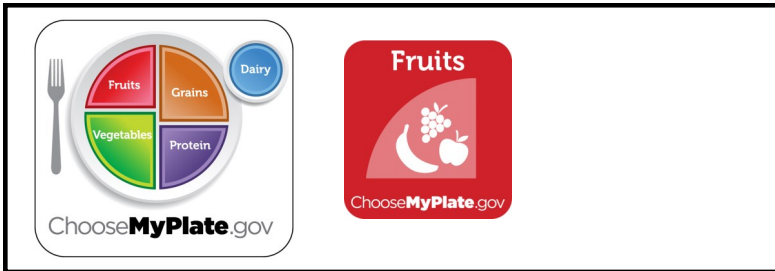 Fruits
Grains
Dairy
Vegetables
Protein
ChooseMyPlate.gov
Fruits
ChooseMyPlate.gov